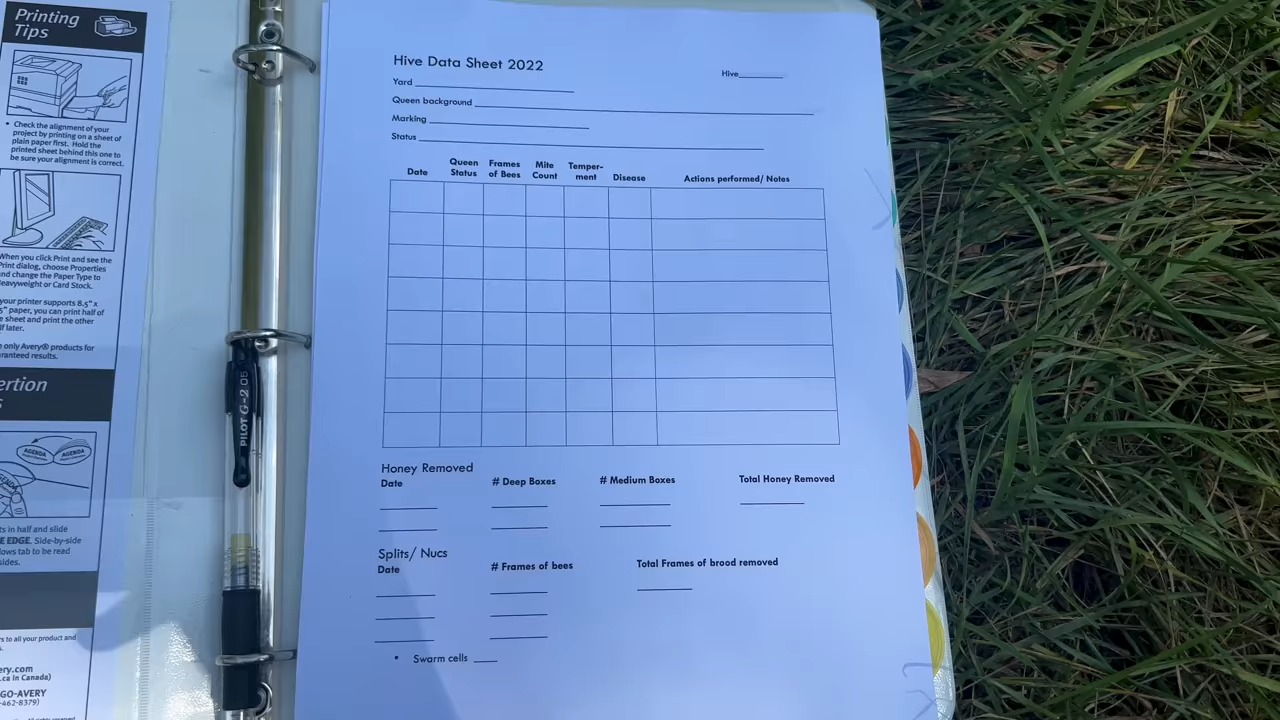 Printing
Tips
• Check the alignment of your
project by printing on a sheet of
plain paper first. Hold the
printed sheet behind this one to
be sure your alignment is correct.
When you click Print and see the
Print dialog, choose Properties
and change the Paper Type to
Heavyweight or Card Stock.
your printer supports 8.5" x
paper, you can print half of
sheet and print the other
later.
only Avery® products for
ertion
AGENDA
AGENDA
ts in half and slide
EDGE. Side-by-side
tab to be read
sides.
to all your product and
ery.com
.ca in Canada)
GO-AVERY
-462-8379)
PILOT G-2 05
Hive Data Sheet 2022
Hive
Yard
Queen background
Marking
Status
Date Queen Status Frames of Bees Mite Count Temper-ment Disease Actions performed/ Notes
Honey Removed
Date # Deep Boxes # Medium Boxes Total Honey Removed
Splits/ Nucs
Date # Frames of bees Total Frames of brood removed
• Swarm cells